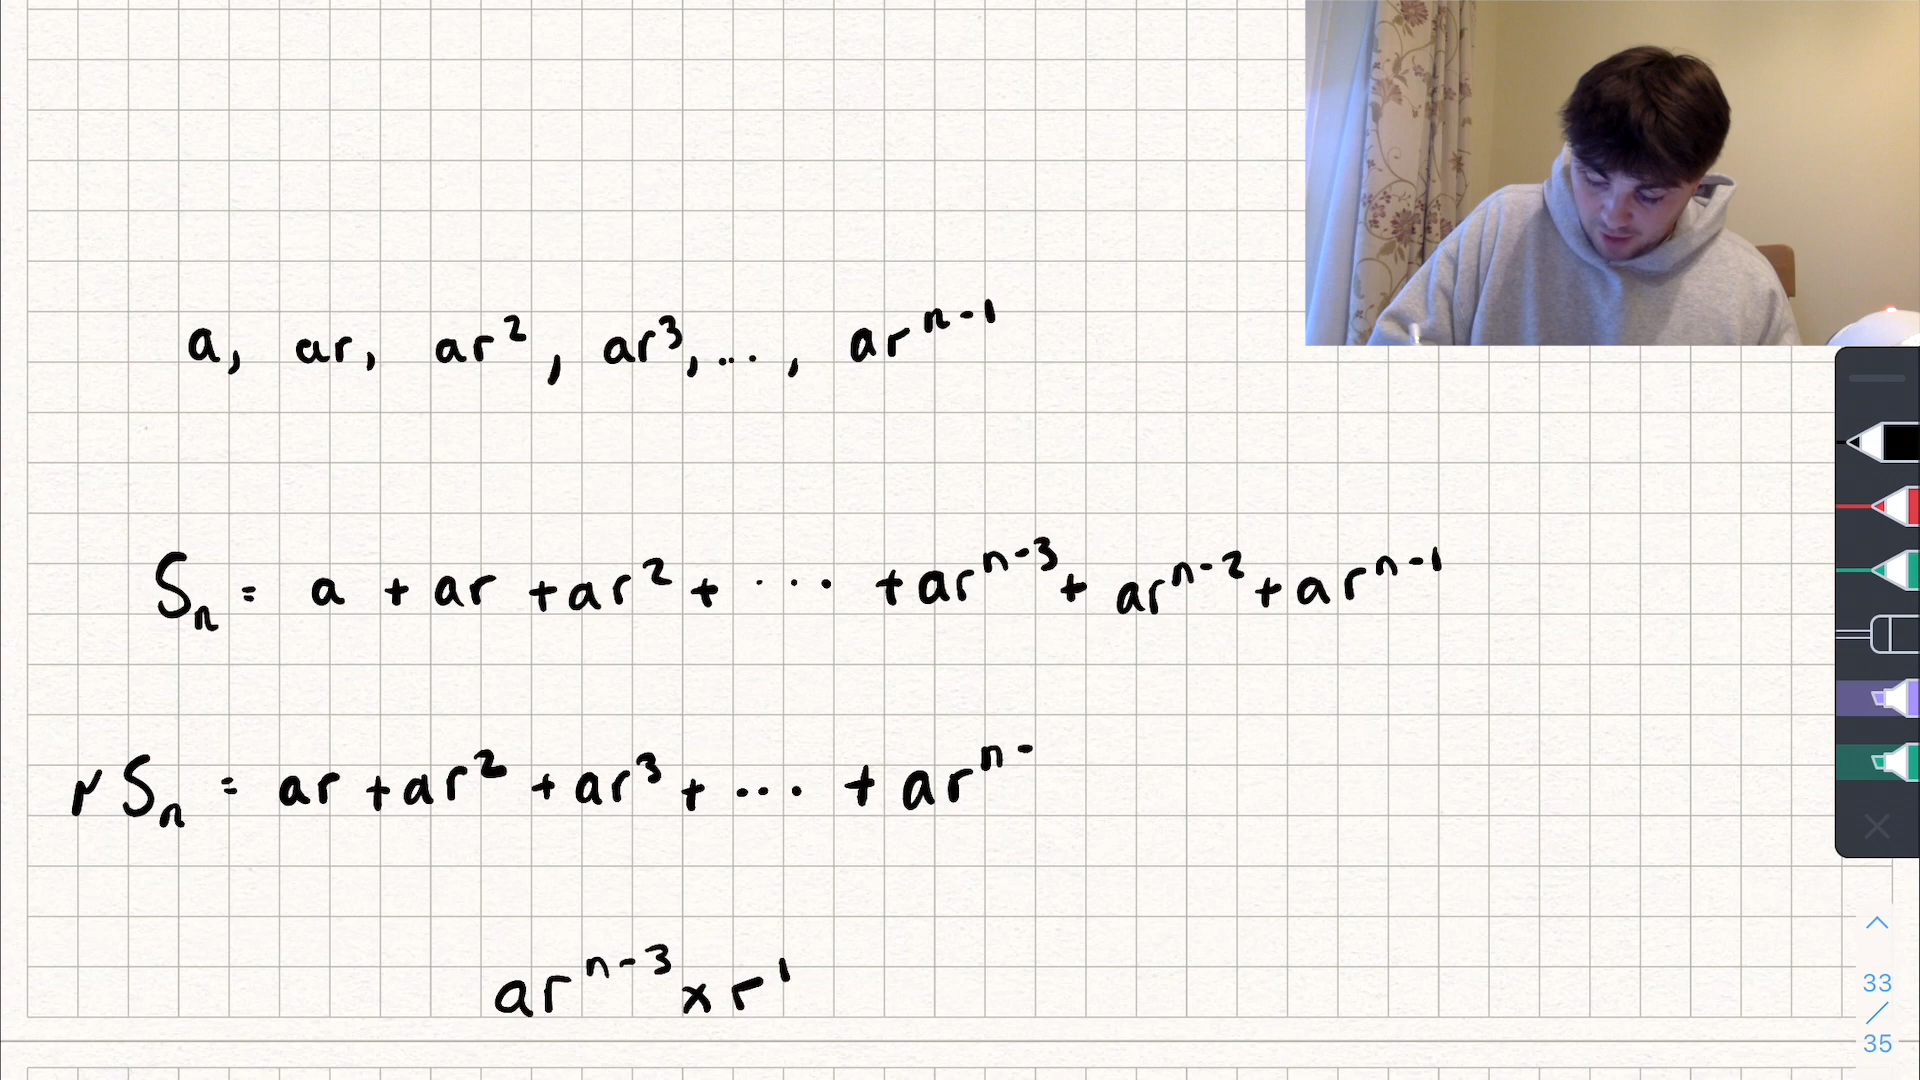 a, ar, ar², ar³, ... , arⁿ⁻¹
Sₙ = a + ar + ar² + ... + arⁿ⁻³ + arⁿ⁻² + arⁿ⁻¹
rSₙ = ar + ar² + ar³ + ... + arⁿ⁻
arⁿ⁻³ × r¹
33
/
35